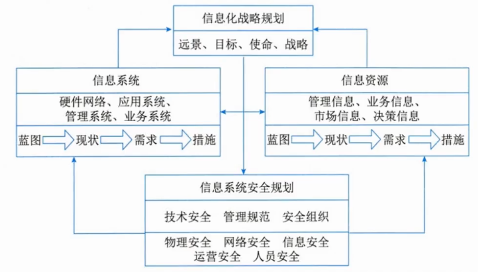 信息化战略规划
远景、目标、使命、战略
信息系统
硬件网络、应用系统、
管理系统、业务系统
蓝图 现状 需求 措施
信息资源
管理信息、业务信息、
市场信息、决策信息
蓝图 现状 需求 措施
信息系统安全规划
技术安全 管理规范 安全组织
物理安全 网络安全 信息安全
运营安全 人员安全